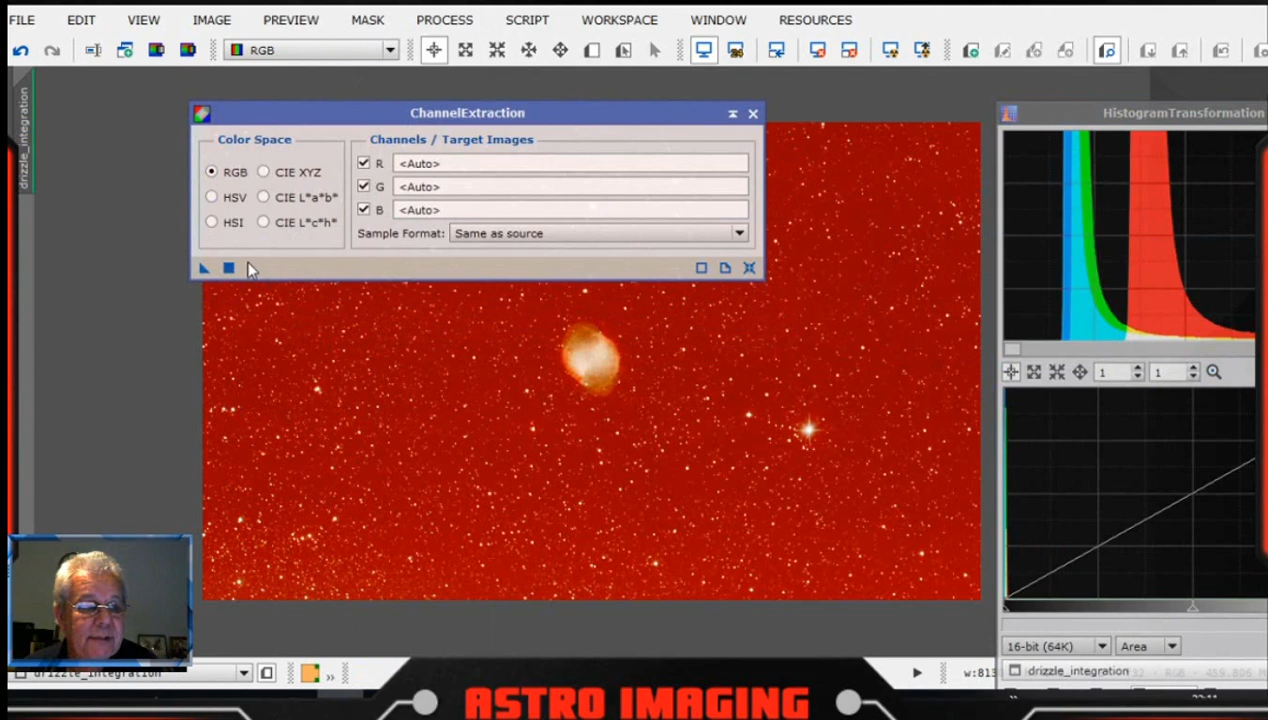 FILE EDIT VIEW IMAGE PREVIEW MASK PROCESS SCRIPT WORKSPACE WINDOW RESOURCES
RGB
drizzle_integration
ChannelExtraction
HistogramTransformation
Color Space
Channels / Target Images
RGB CIE XYZ
R <Auto>
HSV CIE L*a*b*
G <Auto>
HSI CIE L*c*h*
B <Auto>
Sample Format: Same as source
1 1
16-bit (64K) Area
drizzle_integration
drizzle_integration
ASTRO IMAGING